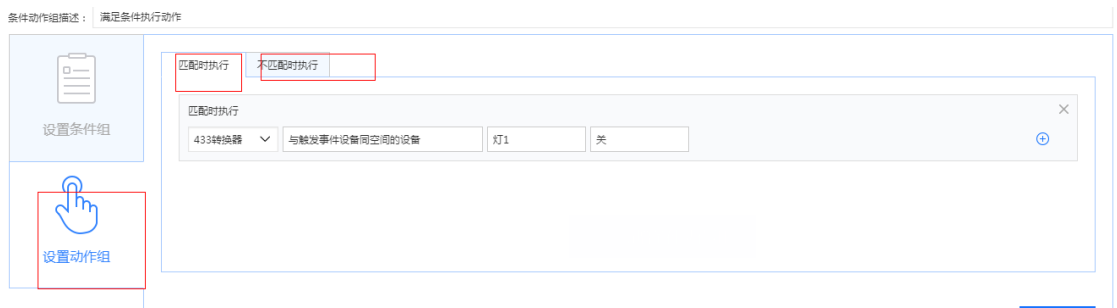 条件动作组描述： 满足条件执行动作
匹配时执行 不匹配时执行
匹配时执行
设置条件组
433转换器 与触发事件设备同空间的设备 灯1 关
设置动作组